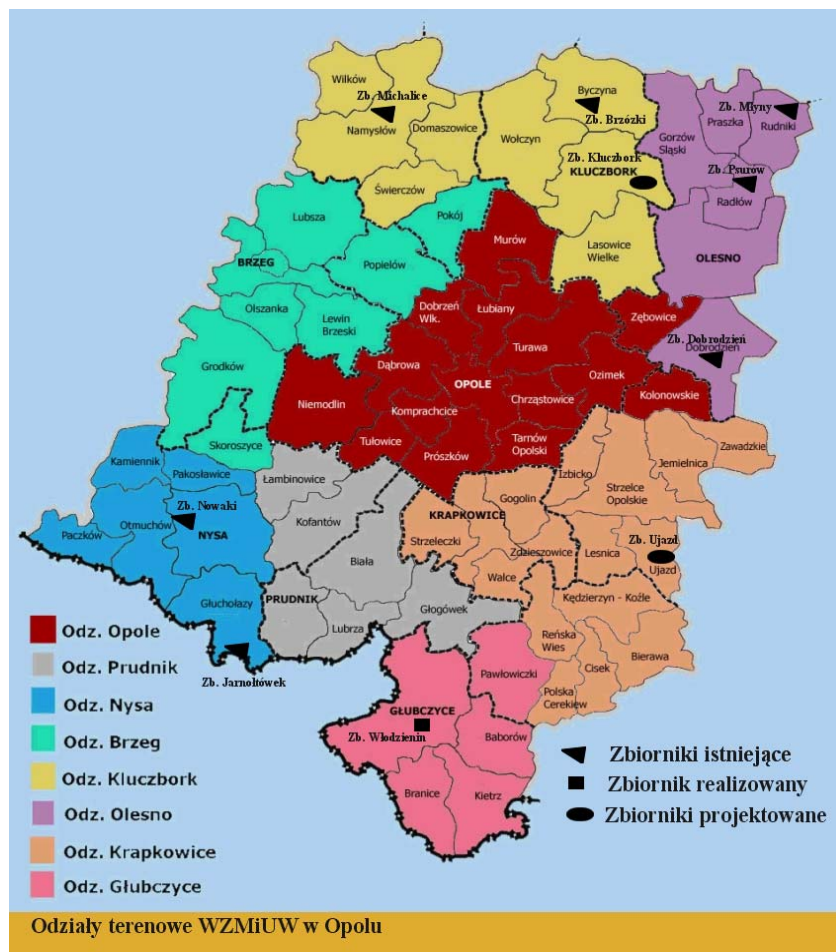 Wilków
Zb. Michalice
Namysłów
Domaszowice
Świerczów
Wołczyn
Byczyna
Zb. Brzózki
Zb. Kluczbork
KLUCZBORK
Lasowice
Wielke
Gorzów
Śląski
Praszka
Zb. Młyny
Rudniki
Zb. Psurów
Radłów
OLESNO
Zb. Dobrodzień
Dobrodzień
Lubsza
BRZEG
Pokój
Popielów
Olszanka
Lewin
Brzeski
Grodków
Skoroszyce
Murów
Dobrzeń
Wlk.
Łubiany
Turawa
Zębowice
Dąbrowa
OPOLE
Ozimek
Kolonowskie
Niemodlin
Komprachcice
Chrząstowice
Tułowice
Prószków
Tarnów
Opolski
Kamiennik
Pakosławice
Zb. Nowaki
Otmuchów
Paczków
NYSA
Głuchołazy
Zb. Jarnołtówek
Łambinowice
Kofantów
Biała
PRUDNIK
Lubrza
Głogówek
Izbicko
Strzelce
Opolskie
Jemielnica
Zawadzkie
Gogolin
KRAPKOWICE
Strzeleczki
Zdzieszowice
Walce
Lesnica
Zb. Ujazd
Ujazd
Kędzierzyn - Koźle
Reńska
Wies
Cisek
Bierawa
Polska
Cerekiew
Pawłowiczki
GŁUBCZYCE
Zb. Włodzienin
Baborów
Branice
Kietrz
Odz. Opole
Odz. Prudnik
Odz. Nysa
Odz. Brzeg
Odz. Kluczbork
Odz. Olesno
Odz. Krapkowice
Odz. Głubczyce
Zbiorniki istniejące
Zbiornik realizowany
Zbiorniki projektowane
Odziały terenowe WZMiUW w Opolu